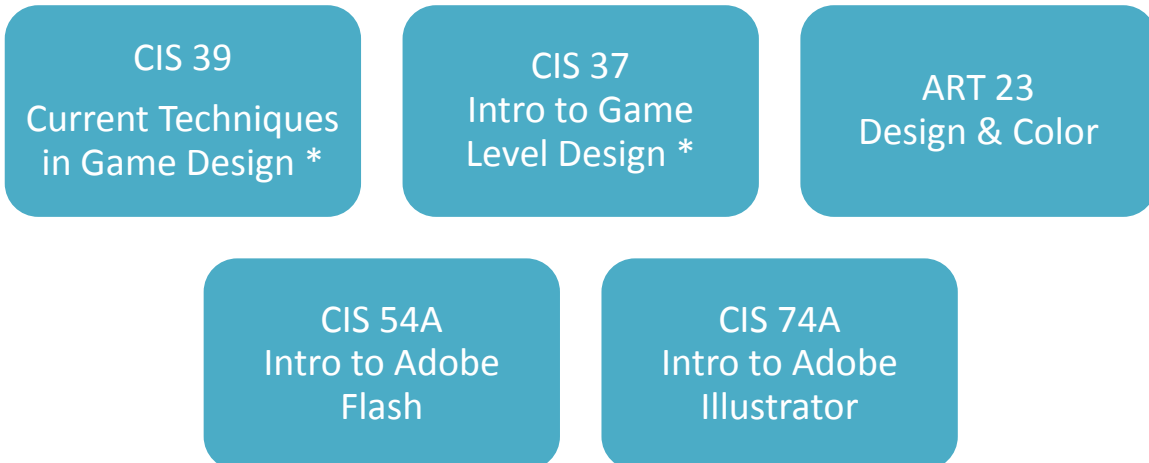 CIS 39
Current Techniques
in Game Design *
CIS 37
Intro to Game
Level Design *
ART 23
Design & Color
CIS 54A
Intro to Adobe
Flash
CIS 74A
Intro to Adobe
Illustrator